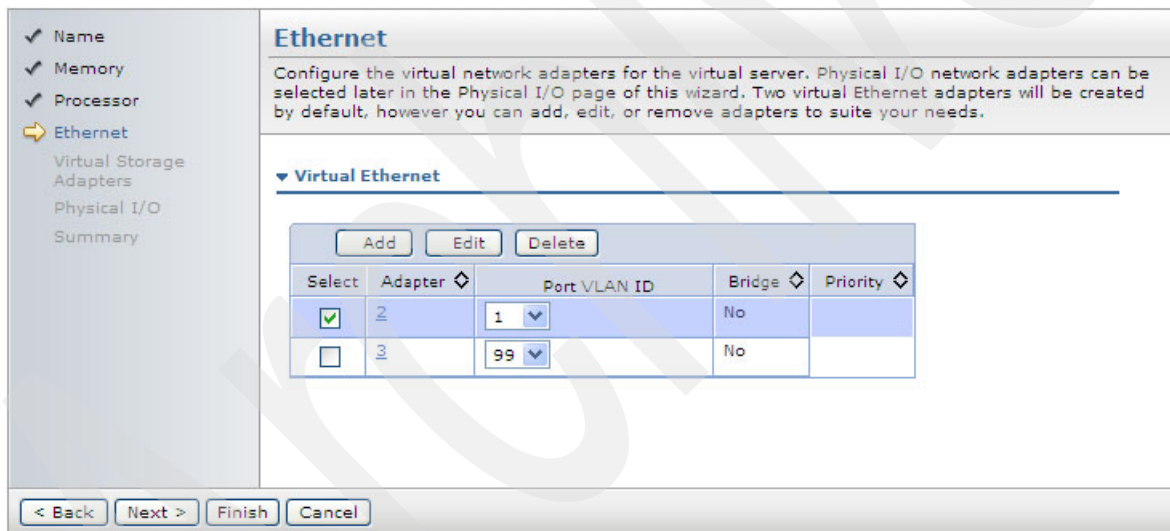 Name
Memory
Processor
Ethernet
Virtual Storage
Adapters
Physical I/O
Summary
Ethernet
Configure the virtual network adapters for the virtual server. Physical I/O network adapters can be
selected later in the Physical I/O page of this wizard. Two virtual Ethernet adapters will be created
by default, however you can add, edit, or remove adapters to suite your needs.
Virtual Ethernet
Add Edit Delete
Select Adapter Port VLAN ID Bridge Priority
2 1 No
3 99 No
< Back Next > Finish Cancel